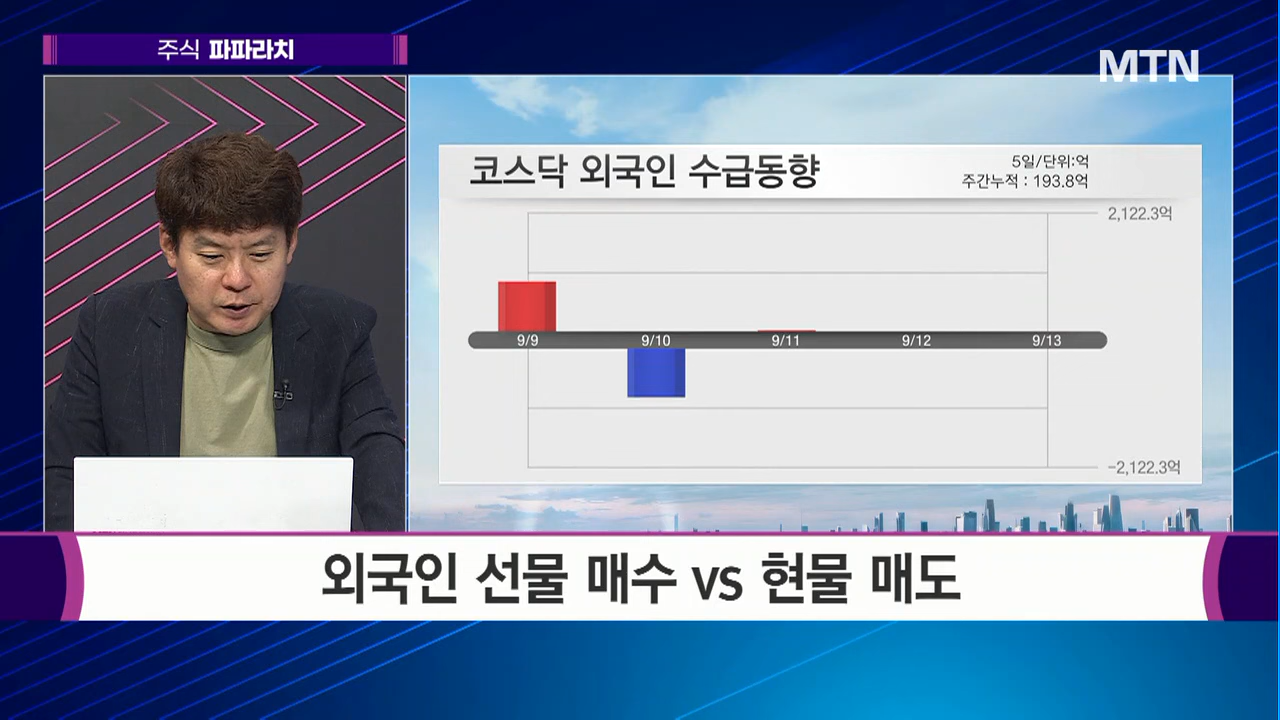 주식 파파라치
MTN
코스닥 외국인 수급동향
5일/단위:억
주간누적 : 193.8억
2,122.3억
9/9 9/10 9/11 9/12 9/13
-2,122.3억
외국인 선물 매수 vs 현물 매도